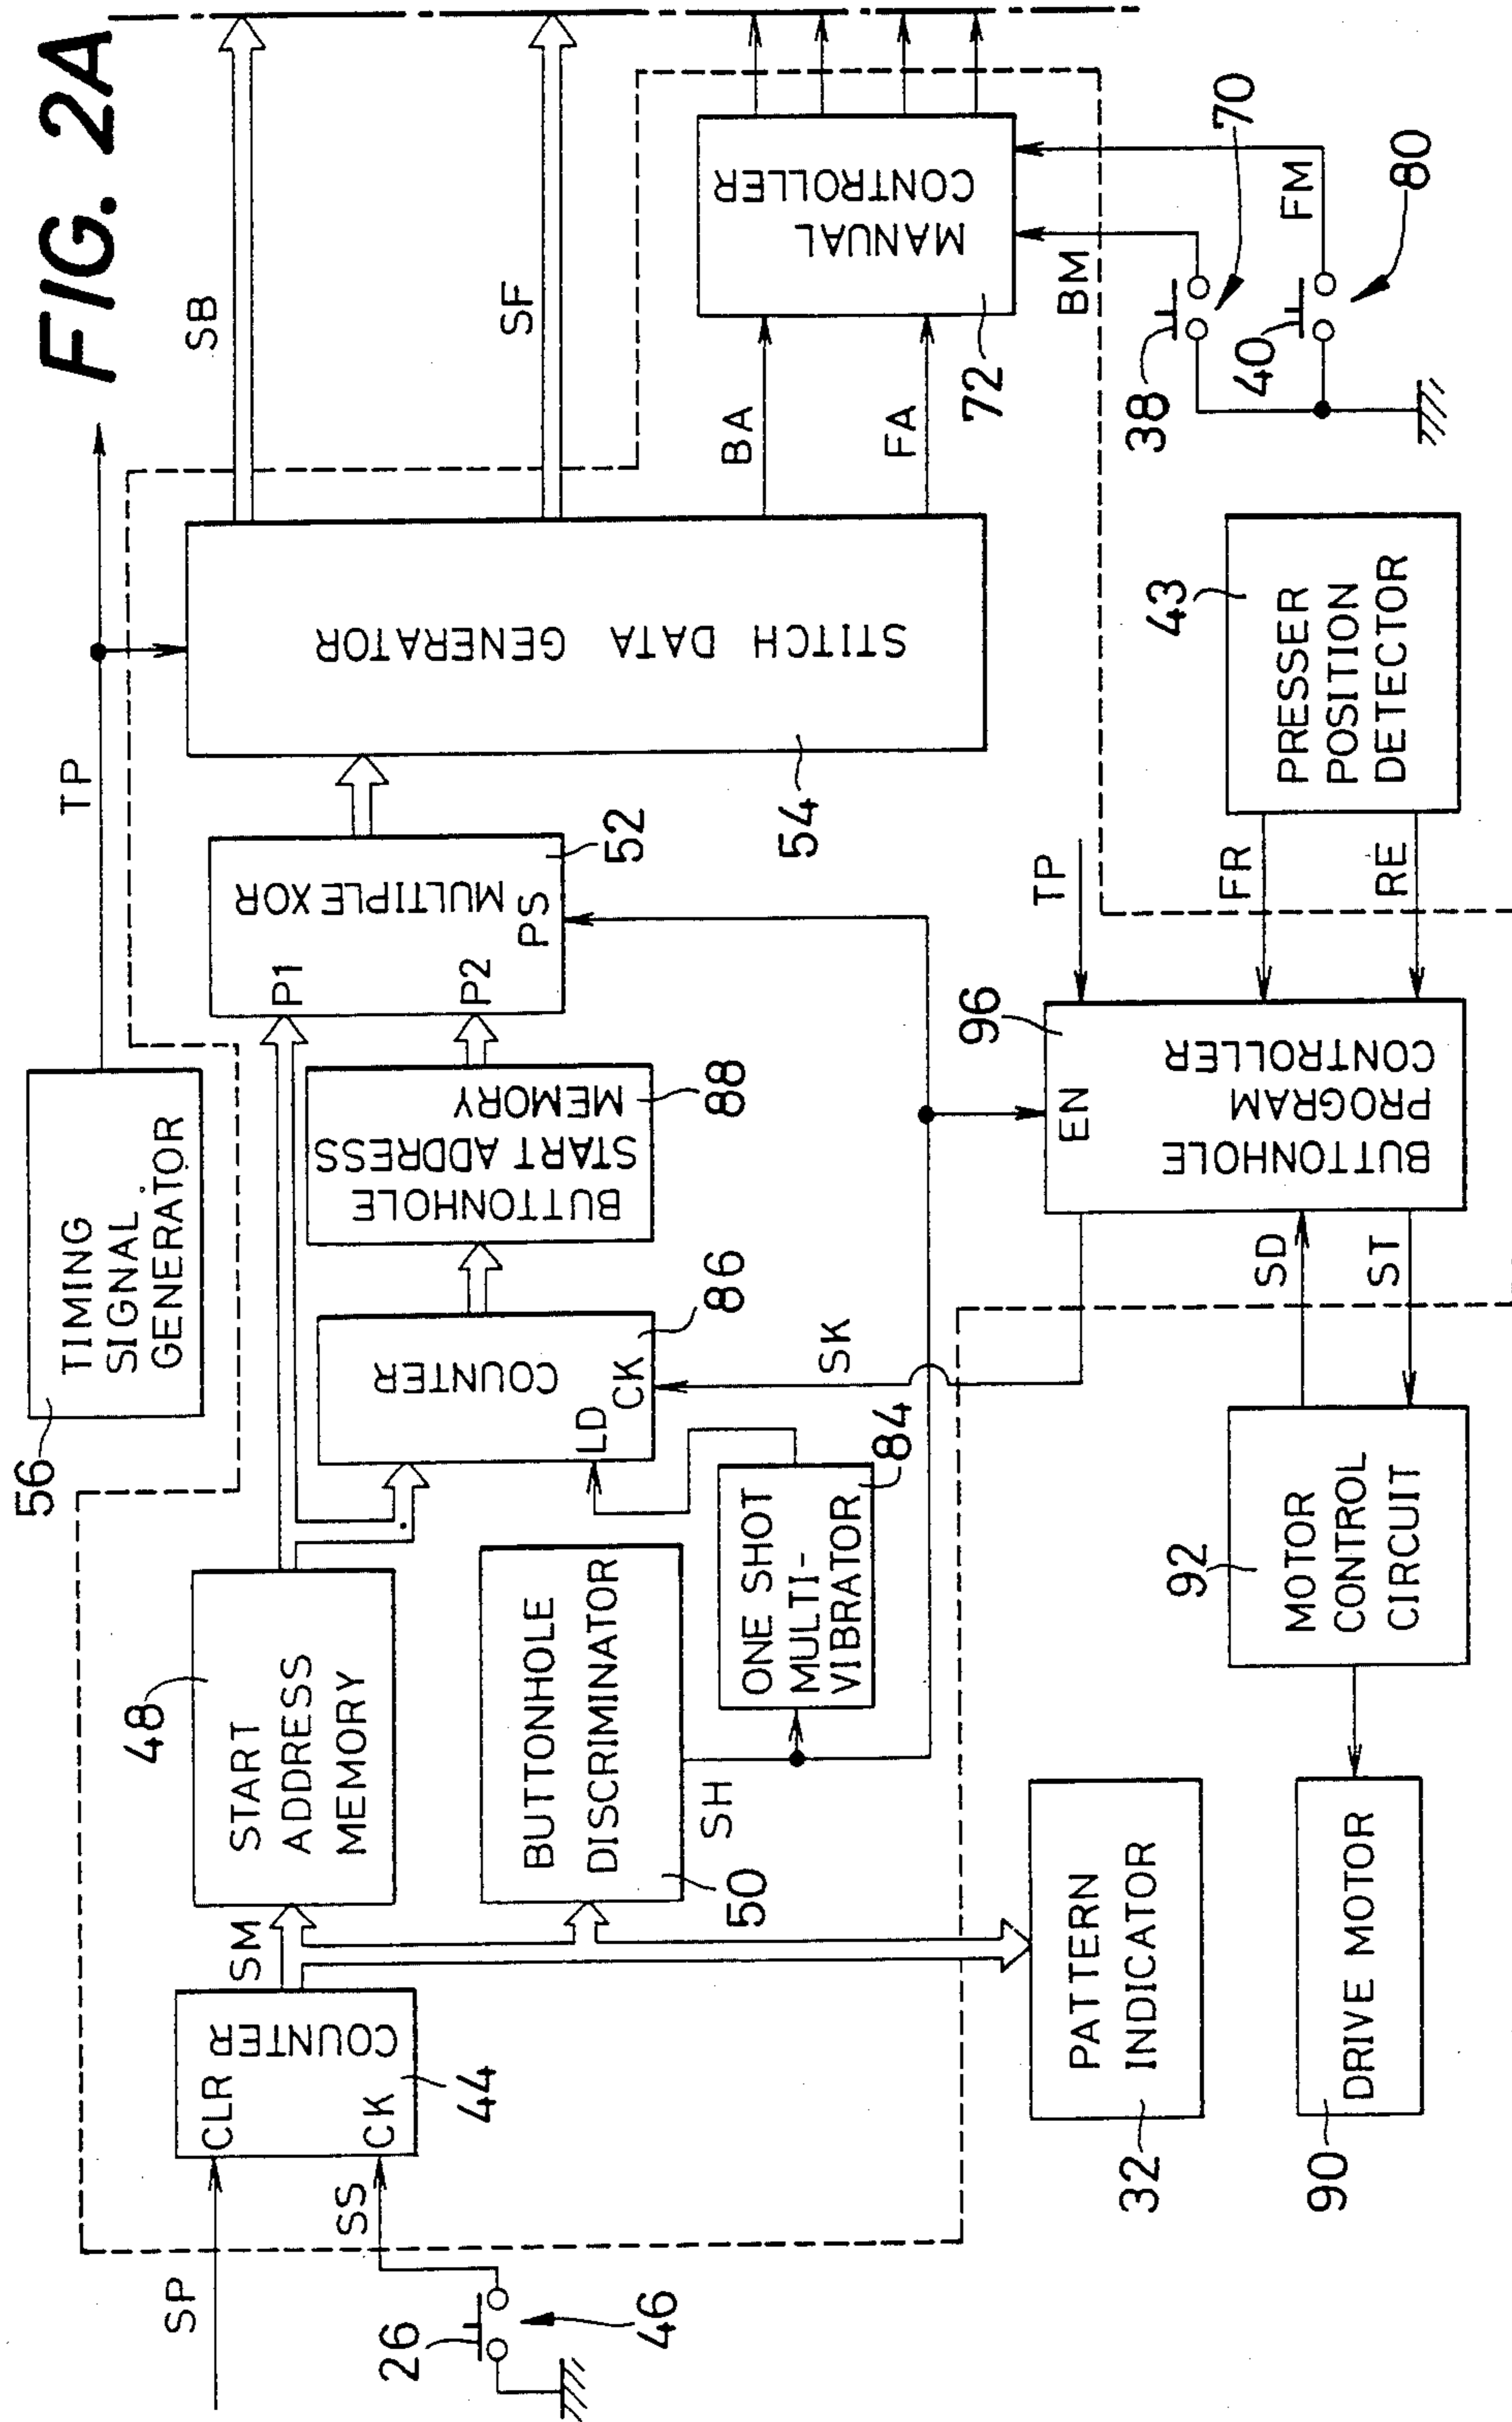 FIG. 2A
56
TIMING
SIGNAL
GENERATOR
TP
SB
SF
SP
SS
26
46
CLR
CK
COUNTER
44
SM
48
START
ADDRESS
MEMORY
BUTTONHOLE
DISCRIMINATOR
50
SH
ONE SHOT
MULTI-
VIBRATOR
84
COUNTER
LD
CK
86
SK
BUTTONHOLE
START ADDRESS
MEMORY
88
P1
P2
MULTIPLEXOR
PS
52
STITCH DATA
GENERATOR
54
BA
FA
MANUAL
CONTROLLER
72
BM
FM
38
70
40
80
PATTERN
INDICATOR
32
DRIVE MOTOR
90
MOTOR
CONTROL
CIRCUIT
92
SD
ST
EN
BUTTONHOLE
PROGRAM
CONTROLLER
96
TP
FR
RE
PRESSER
POSITION
DETECTOR
43